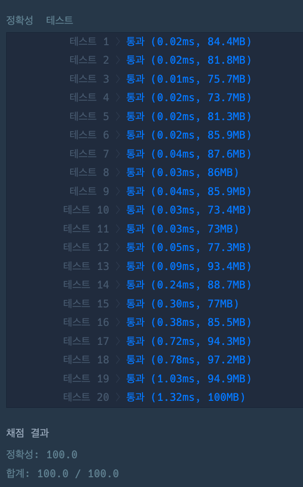 정확성 테스트
테스트 1 〉 통과 (0.02ms, 84.4MB)
테스트 2 〉 통과 (0.02ms, 81.8MB)
테스트 3 〉 통과 (0.01ms, 75.7MB)
테스트 4 〉 통과 (0.02ms, 73.7MB)
테스트 5 〉 통과 (0.02ms, 81.3MB)
테스트 6 〉 통과 (0.02ms, 85.9MB)
테스트 7 〉 통과 (0.04ms, 87.6MB)
테스트 8 〉 통과 (0.03ms, 86MB)
테스트 9 〉 통과 (0.04ms, 85.9MB)
테스트 10 〉 통과 (0.03ms, 73.4MB)
테스트 11 〉 통과 (0.03ms, 73MB)
테스트 12 〉 통과 (0.05ms, 77.3MB)
테스트 13 〉 통과 (0.09ms, 93.4MB)
테스트 14 〉 통과 (0.24ms, 88.7MB)
테스트 15 〉 통과 (0.30ms, 77MB)
테스트 16 〉 통과 (0.38ms, 85.5MB)
테스트 17 〉 통과 (0.72ms, 94.3MB)
테스트 18 〉 통과 (0.78ms, 97.2MB)
테스트 19 〉 통과 (1.03ms, 94.9MB)
테스트 20 〉 통과 (1.32ms, 100MB)
채점 결과
정확성: 100.0
합계: 100.0 / 100.0